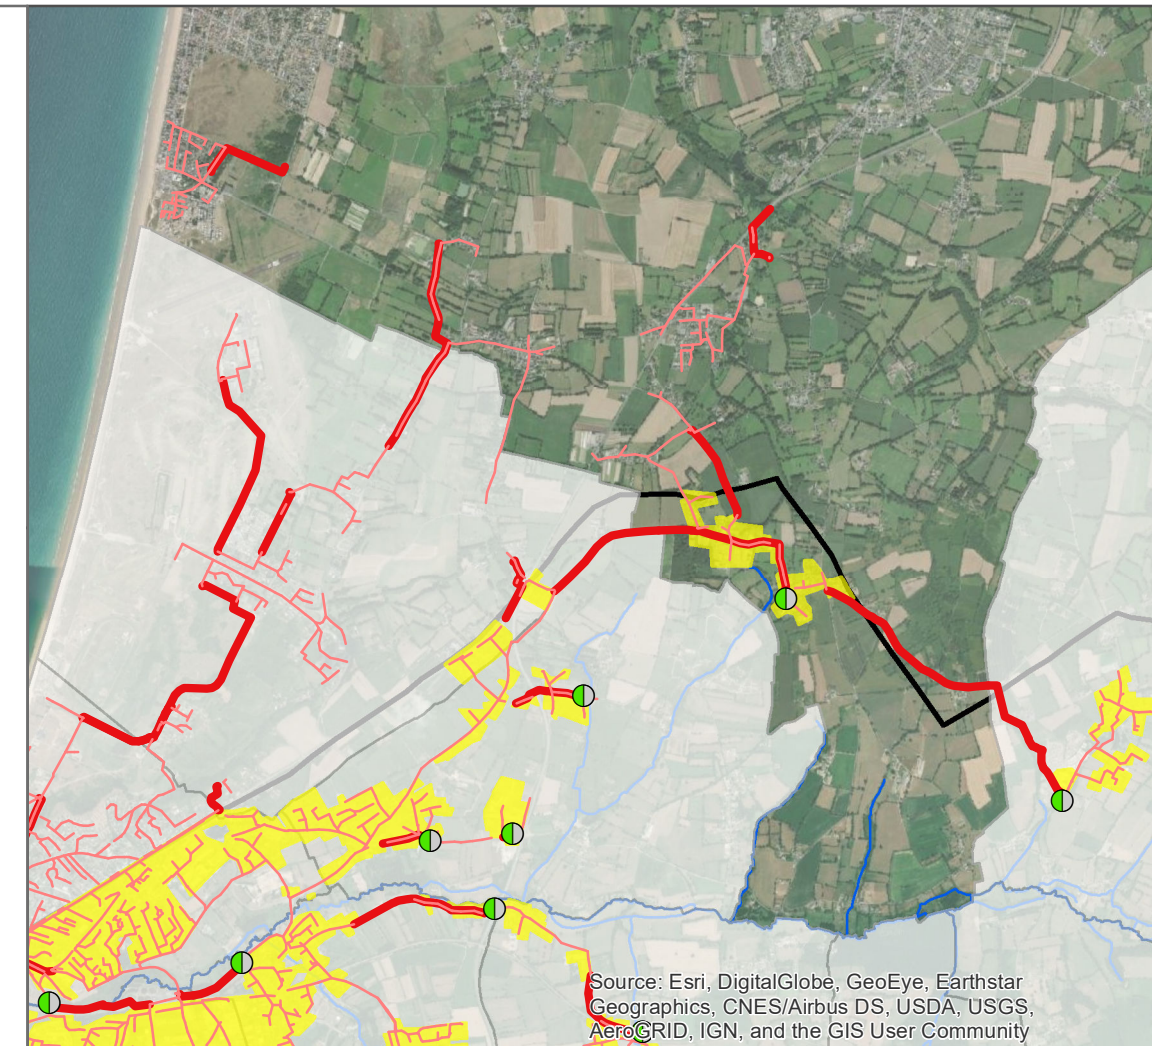 Source: Esri, DigitalGlobe, GeoEye, Earthstar
Geographics, CNES/Airbus DS, USDA, USGS,
AeroGRID, IGN, and the GIS User Community